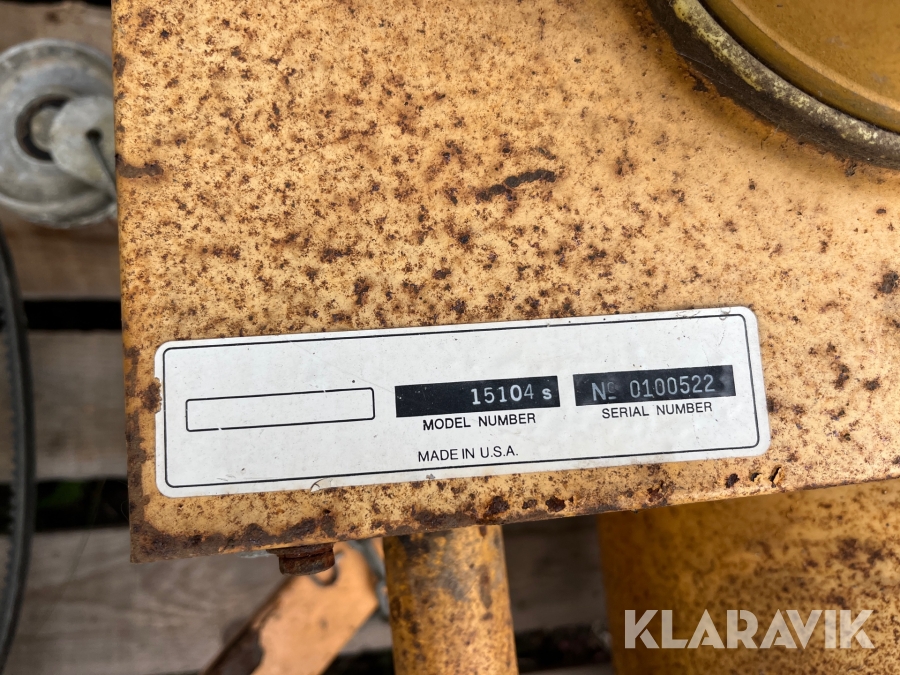 15104 s
MODEL NUMBER
Nº 0100522
SERIAL NUMBER
MADE IN U.S.A.
KLARAVIK